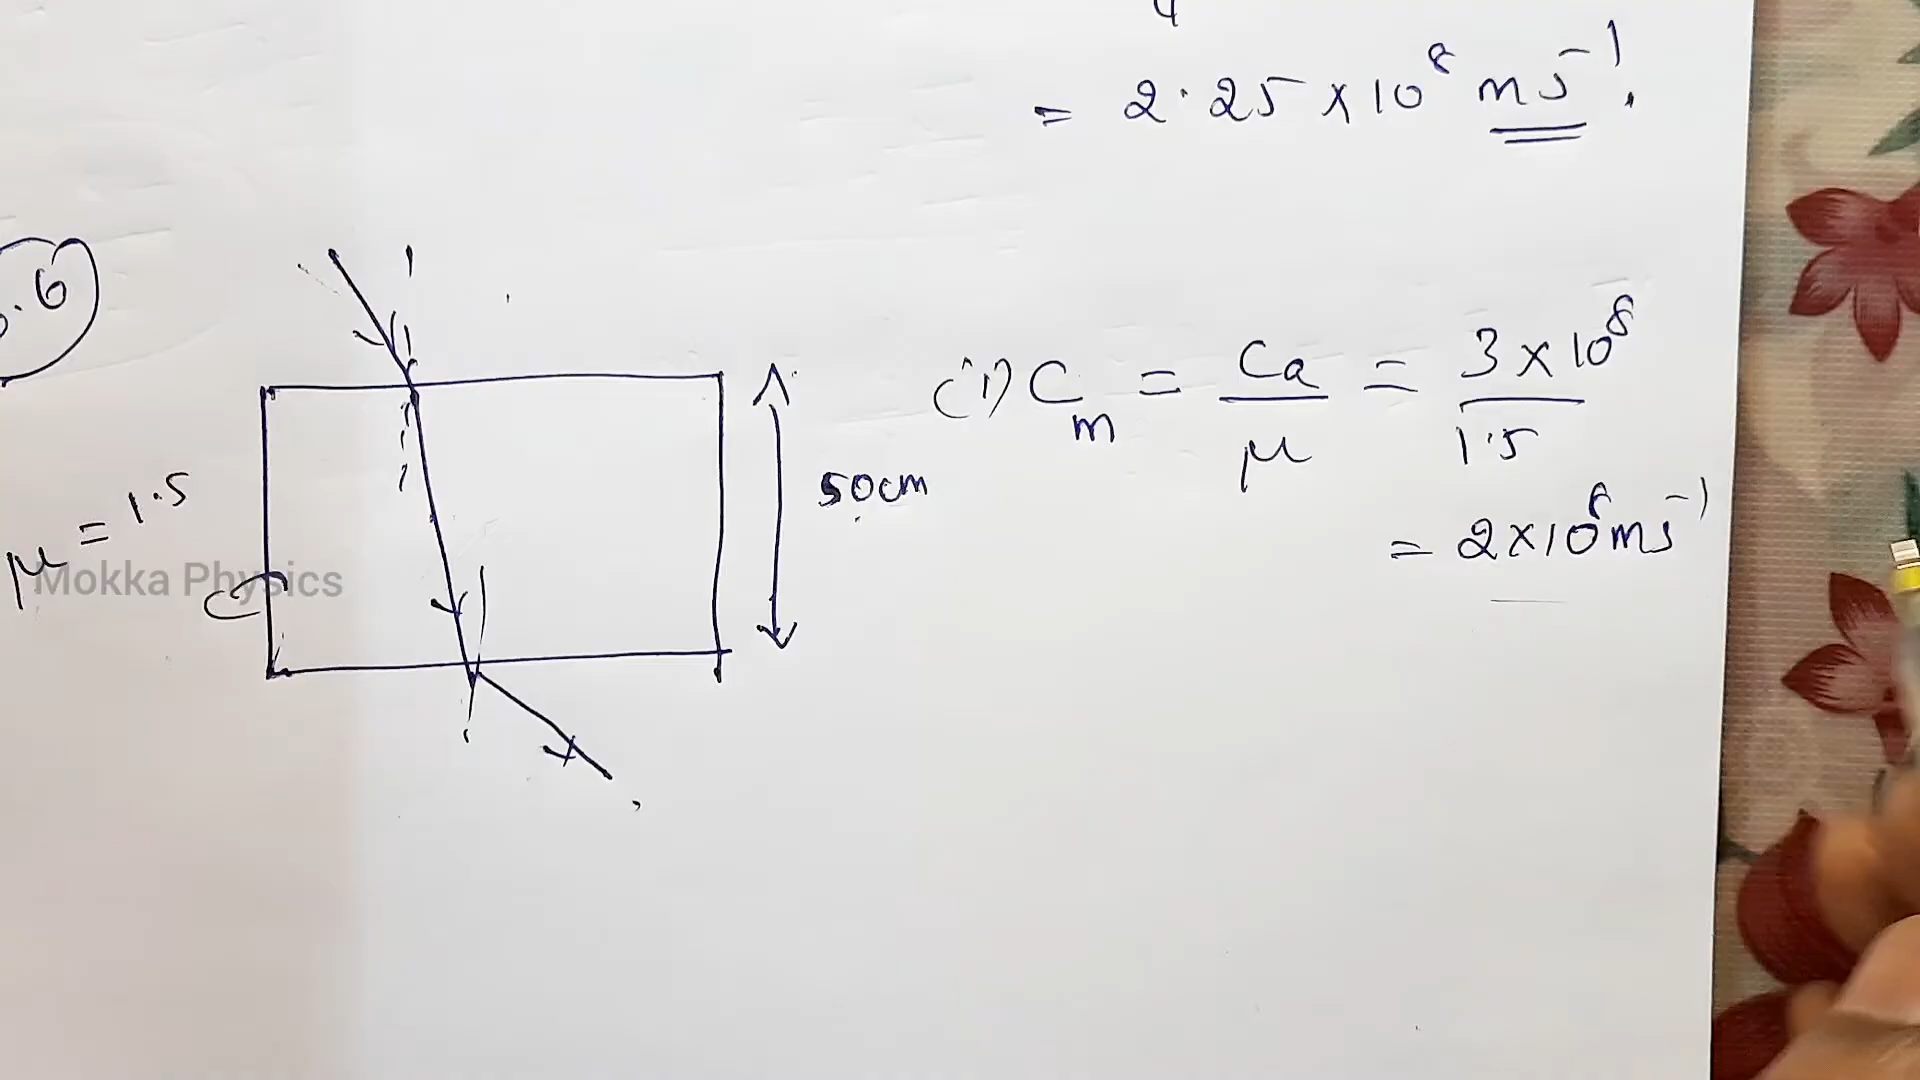 = 2.25 × 10⁸ ms⁻¹.
.6
(i) Cₘ = Cₐ/μ = 3 × 10⁸/1.5
50cm
μ = 1.5
= 2 × 10⁸ ms⁻¹
Mokka Physics